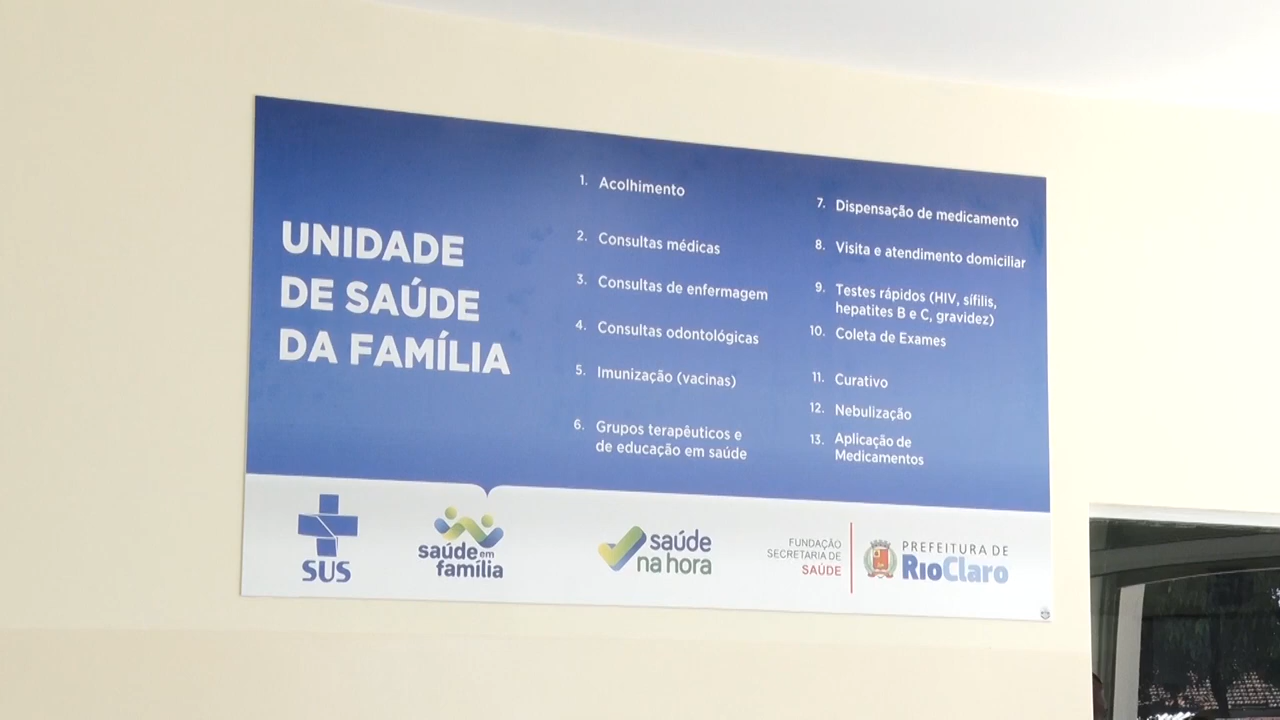 UNIDADE
DE SAÚDE
DA FAMÍLIA
1. Acolhimento
2. Consultas médicas
3. Consultas de enfermagem
4. Consultas odontológicas
5. Imunização (vacinas)
6. Grupos terapêuticos e
de educação em saúde
7. Dispensação de medicamento
8. Visita e atendimento domiciliar
9. Testes rápidos (HIV, sífilis,
hepatites B e C, gravidez)
10. Coleta de Exames
11. Curativo
12. Nebulização
13. Aplicação de
Medicamentos
SUS
saúde em
família
saúde
na hora
FUNDAÇÃO
SECRETARIA DE
SAÚDE
PREFEITURA DE
RIOClaro